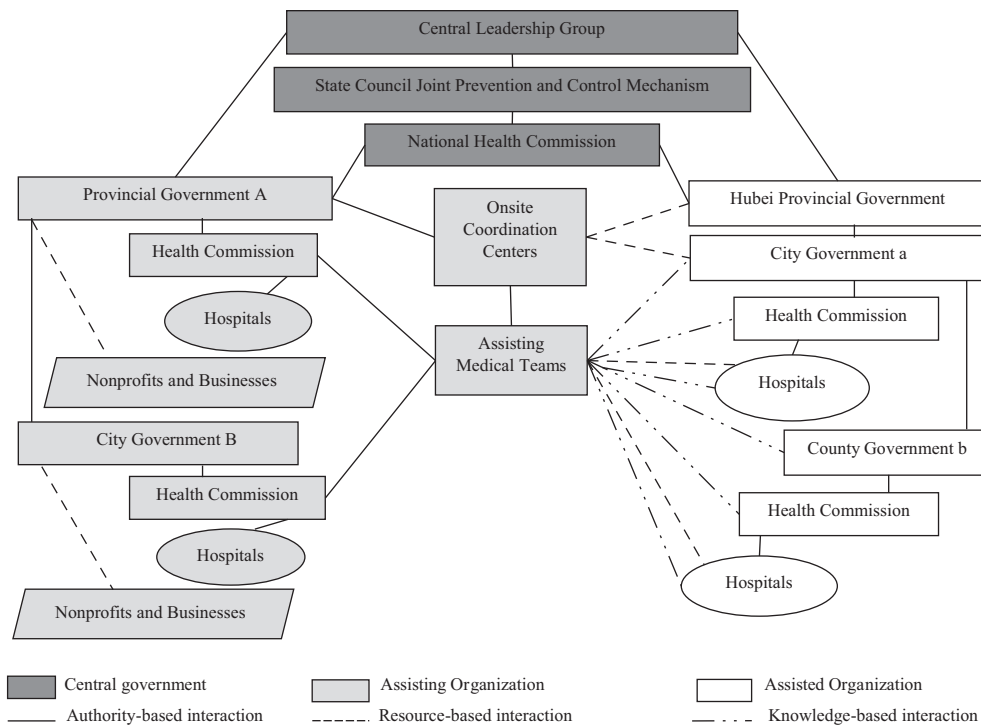 Central Leadership Group
State Council Joint Prevention and Control Mechanism
National Health Commission
Provincial Government A
Health Commission
Hospitals
Nonprofits and Businesses
City Government B
Health Commission
Hospitals
Nonprofits and Businesses
Onsite
Coordination
Centers
Assisting
Medical Teams
Hubei Provincial Government
City Government a
Health Commission
Hospitals
County Government b
Health Commission
Hospitals
Central government
Assisting Organization
Assisted Organization
Authority-based interaction
Resource-based interaction
Knowledge-based interaction